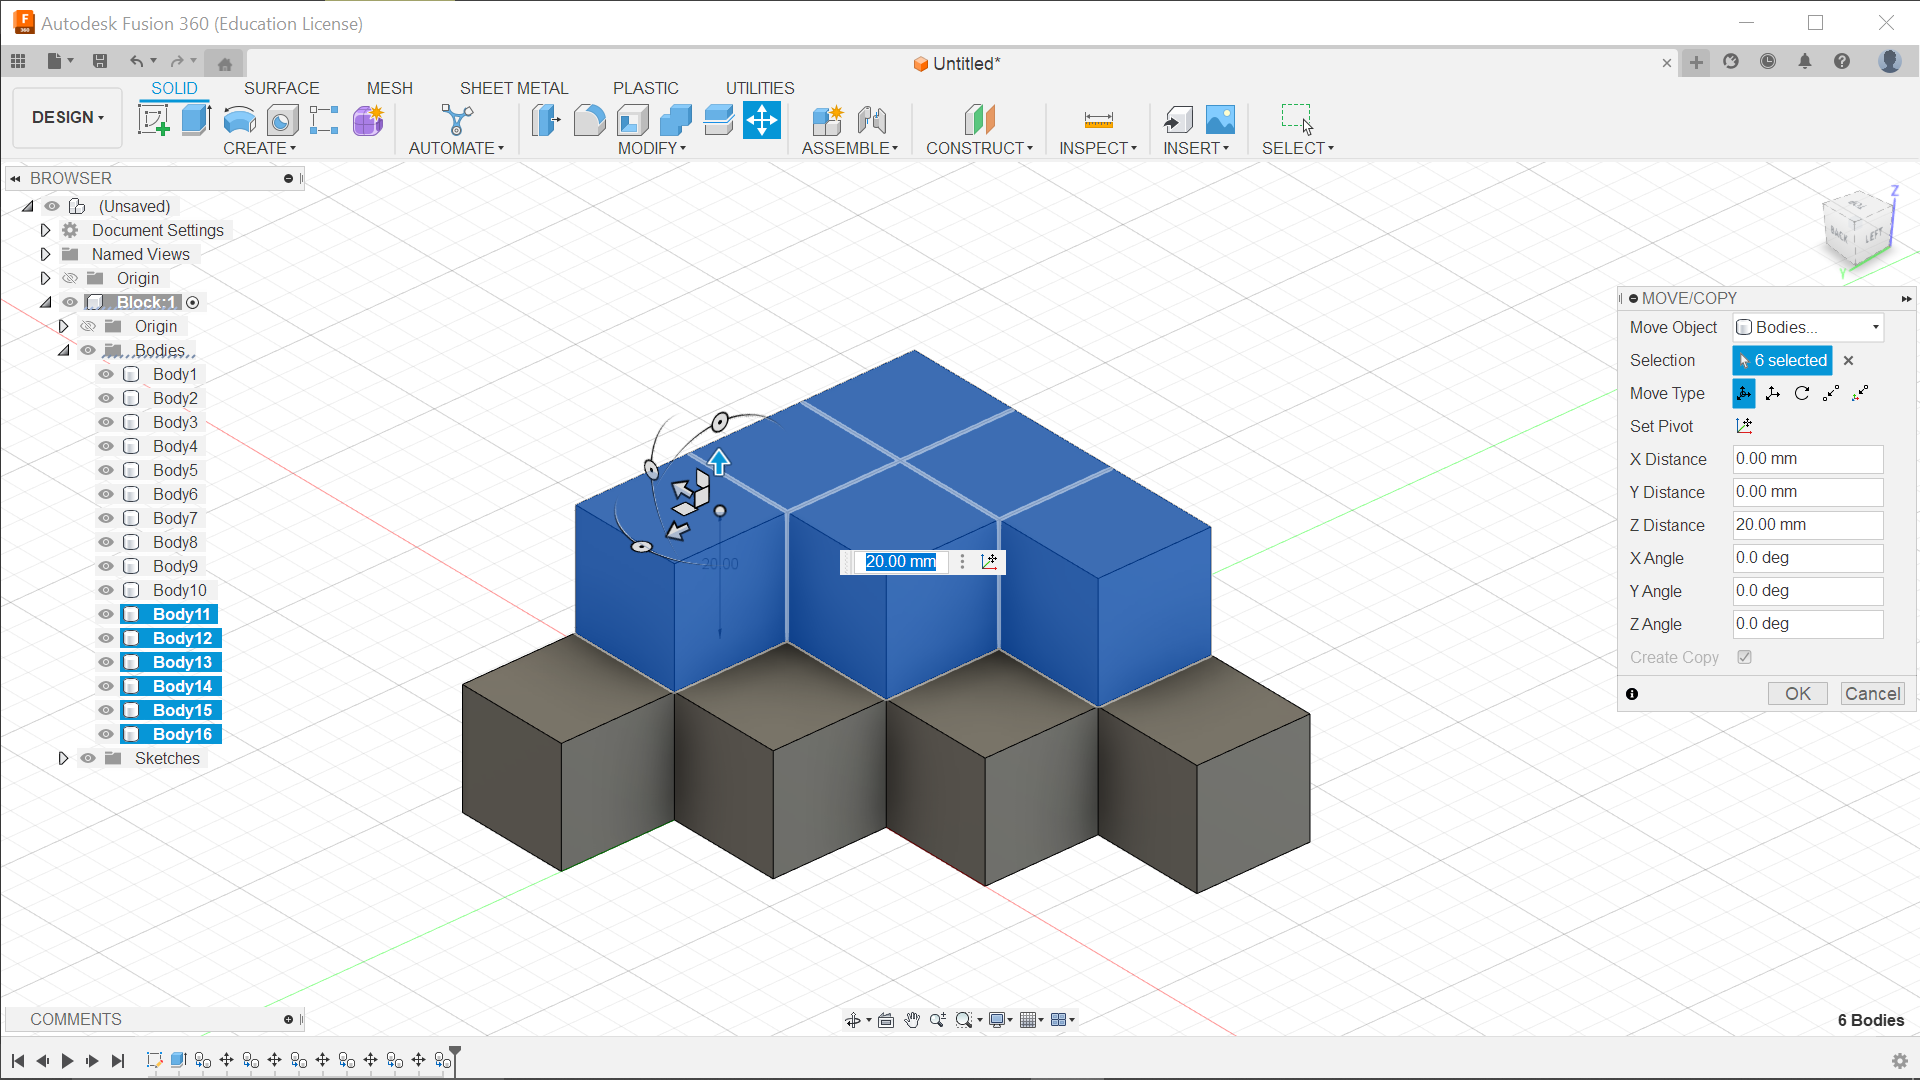 Autodesk Fusion 360 (Education License)
Untitled*
SOLID SURFACE MESH SHEET METAL PLASTIC UTILITIES
DESIGN
CREATE AUTOMATE MODIFY ASSEMBLE CONSTRUCT INSPECT INSERT SELECT
BROWSER
(Unsaved)
Document Settings
Named Views
Origin
Block:1
Origin
Bodies
Body1
Body2
Body3
Body4
Body5
Body6
Body7
Body8
Body9
Body10
Body11
Body12
Body13
Body14
Body15
Body16
Sketches
20.00
20.00 mm
Z
TOP
BACK
LEFT
Y
MOVE/COPY
Move Object Bodies...
Selection 6 selected
Move Type
Set Pivot
X Distance 0.00 mm
Y Distance 0.00 mm
Z Distance 20.00 mm
X Angle 0.0 deg
Y Angle 0.0 deg
Z Angle 0.0 deg
Create Copy
OK Cancel
COMMENTS
6 Bodies